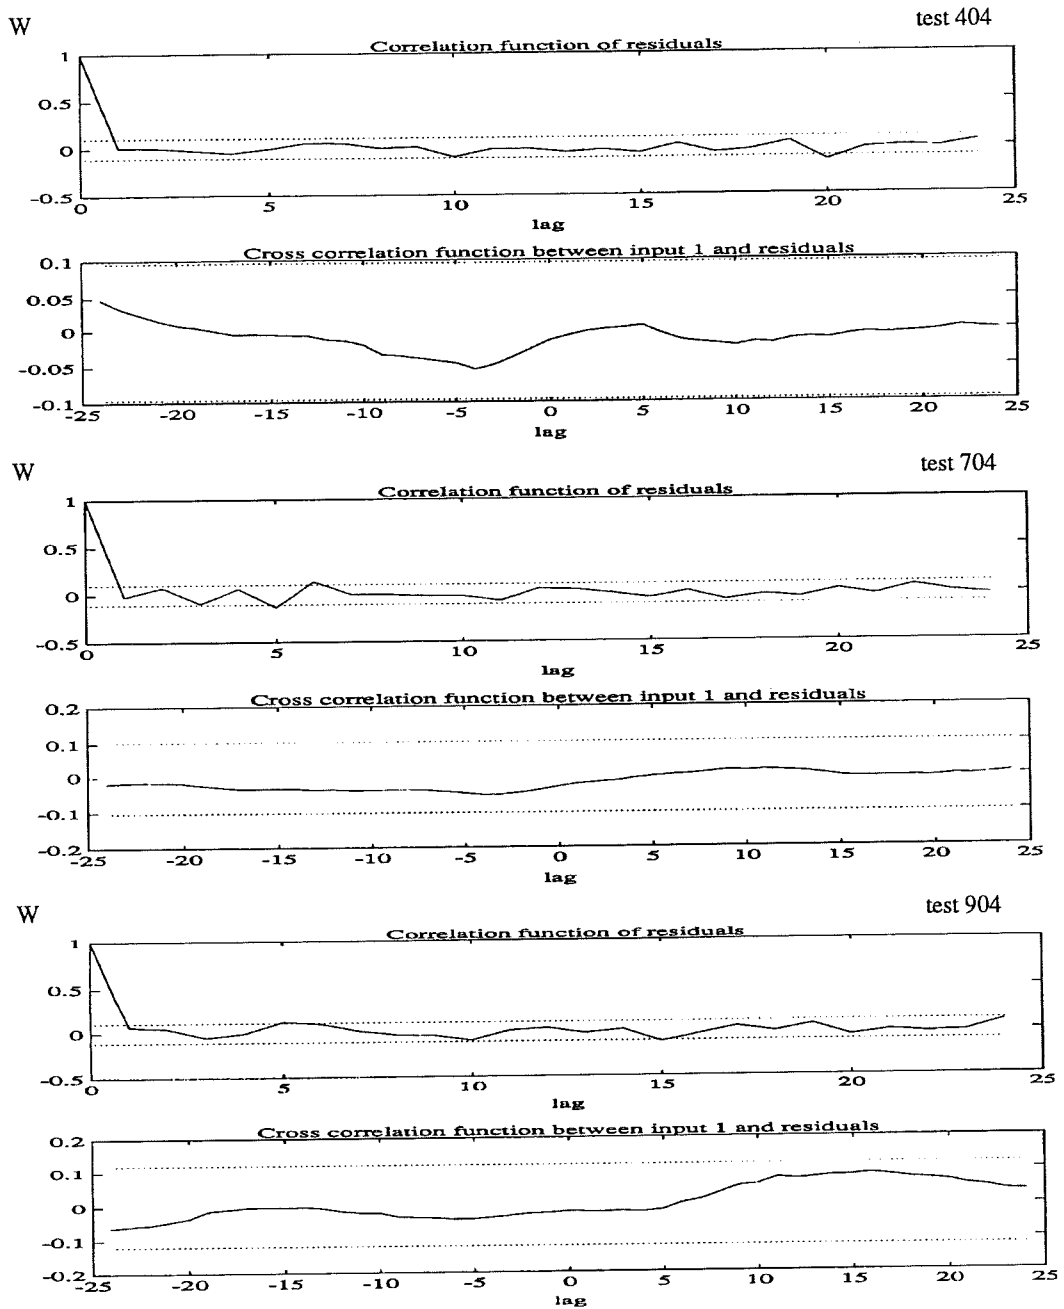 W
test 404
Correlation function of residuals
1
0.5
0
-0.5
0 5 10 15 20 25
lag
Cross correlation function between input 1 and residuals
0.1
0.05
0
-0.05
-0.1
-25 -20 -15 -10 -5 0 5 10 15 20 25
lag
W
test 704
Correlation function of residuals
1
0.5
0
-0.5
0 5 10 15 20 25
lag
Cross correlation function between input 1 and residuals
0.2
0.1
0
-0.1
-0.2
-25 -20 -15 -10 -5 0 5 10 15 20 25
lag
W
test 904
Correlation function of residuals
1
0.5
0
-0.5
0 5 10 15 20 25
lag
Cross correlation function between input 1 and residuals
0.2
0.1
0
-0.1
-0.2
-25 -20 -15 -10 -5 0 5 10 15 20 25
lag